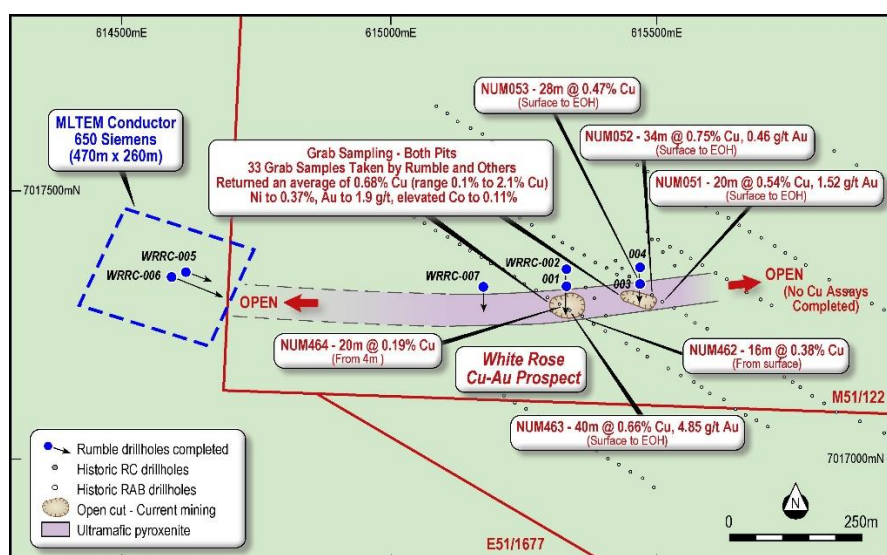 614500mE
615000mE
615500mE
NUM053 - 28m @ 0.47% Cu
(Surface to EOH)
MLTEM Conductor
650 Siemens
(470m x 260m)
NUM052 - 34m @ 0.75% Cu, 0.46 g/t Au
(Surface to EOH)
Grab Sampling - Both Pits
33 Grab Samples Taken by Rumble and Others
Returned an average of 0.68% Cu (range 0.1% to 2.1% Cu)
Ni to 0.37%, Au to 1.9 g/t, elevated Co to 0.11%
NUM051 - 20m @ 0.54% Cu, 1.52 g/t Au
(Surface to EOH)
7017500mN
WRRC-005
WRRC-006
WRRC-007
WRRC-002
001
004
003
OPEN
OPEN
(No Cu Assays
Completed)
NUM464 - 20m @ 0.19% Cu
(From 4m)
White Rose
Cu-Au Prospect
NUM462 - 16m @ 0.38% Cu
(From surface)
M51/122
NUM463 - 40m @ 0.66% Cu, 4.85 g/t Au
(Surface to EOH)
Rumble drillholes completed
Historic RC drillholes
Historic RAB drillholes
Open cut - Current mining
Ultramafic pyroxenite
7017000mN
N
0
250m
E51/1677